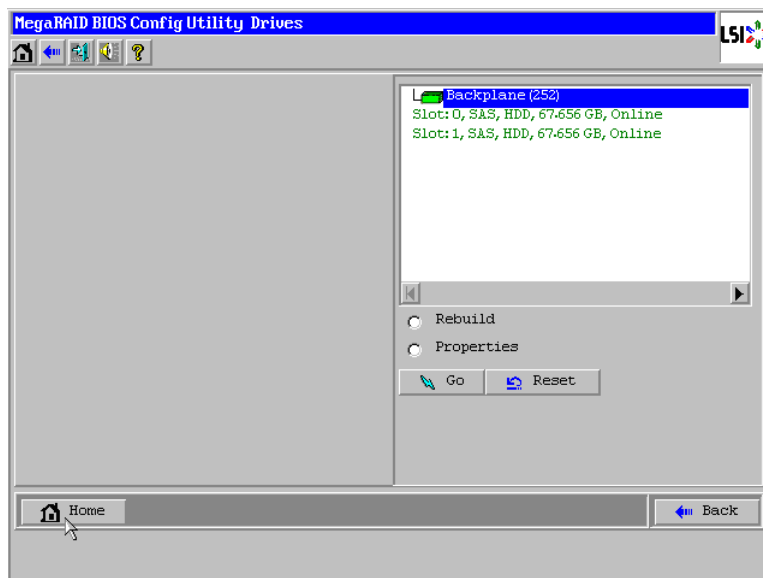 MegaRAID BIOS Config Utility Drives
LSI
Backplane (252)
Slot: 0, SAS, HDD, 67.656 GB, Online
Slot: 1, SAS, HDD, 67.656 GB, Online
Rebuild
Properties
Go Reset
Home Back